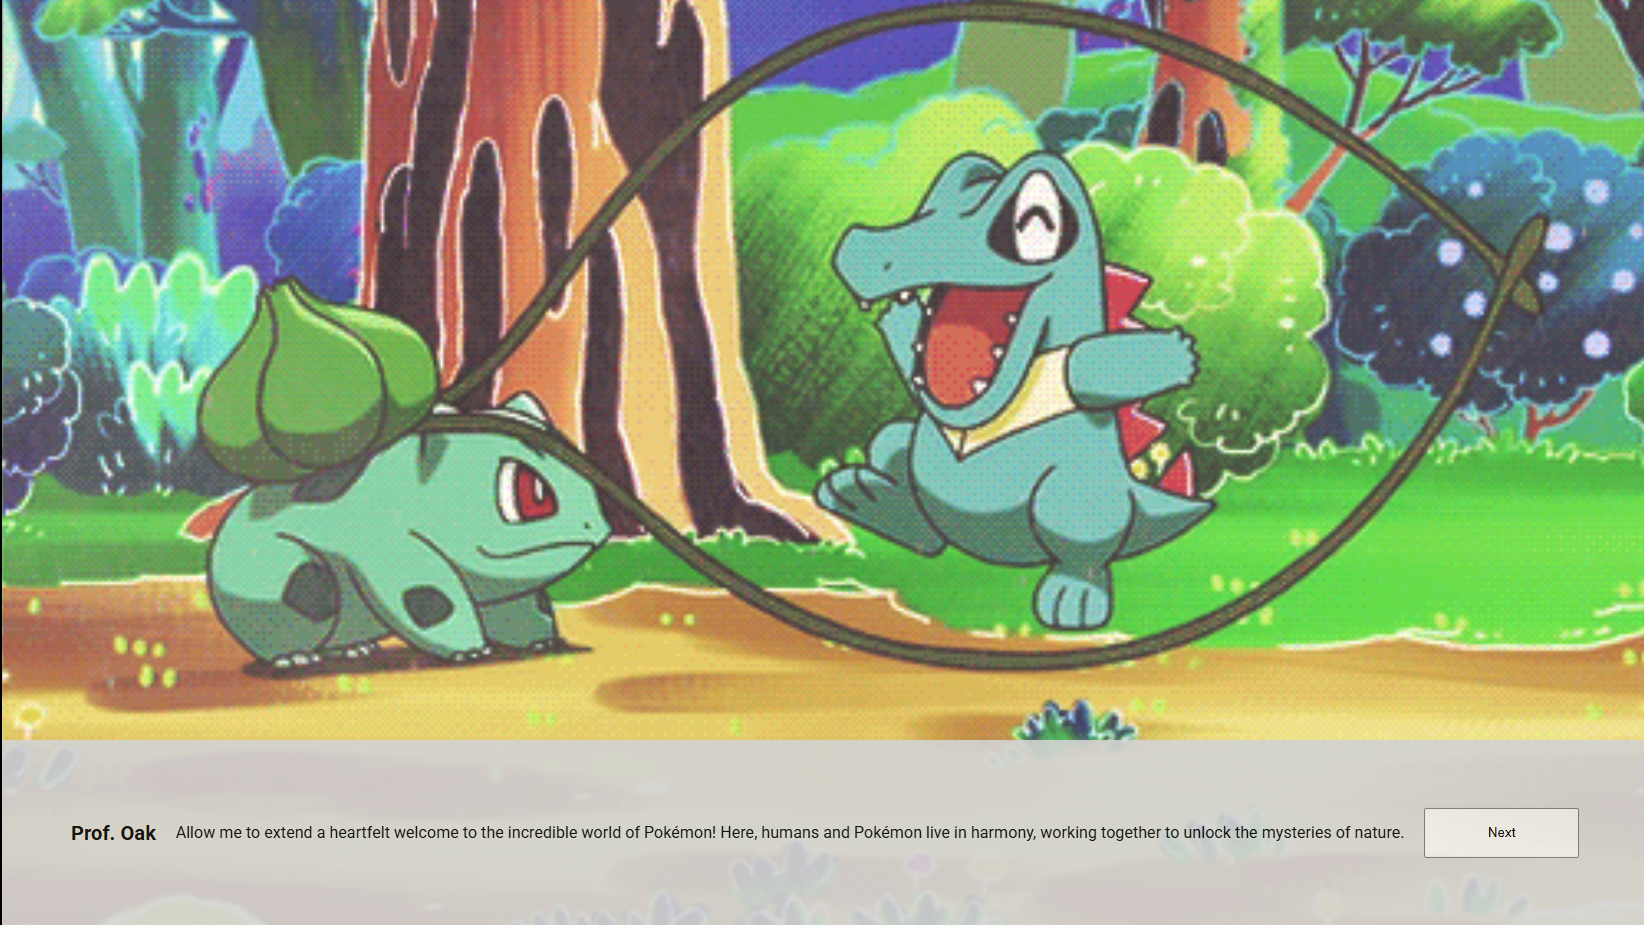 Prof. Oak Allow me to extend a heartfelt welcome to the incredible world of Pokémon! Here, humans and Pokémon live in harmony, working together to unlock the mysteries of nature. Next